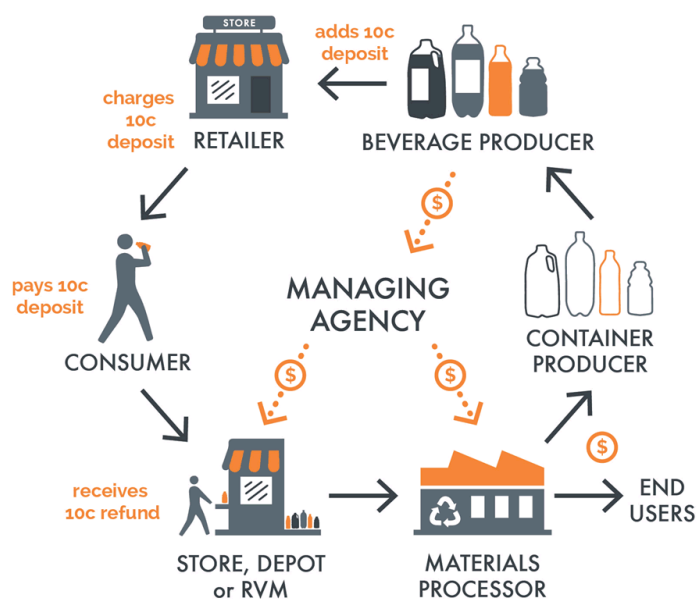 STORE
adds 10c
deposit
charges
10c
deposit
RETAILER
BEVERAGE PRODUCER
$
pays 10c
deposit
MANAGING
AGENCY
CONSUMER
CONTAINER
PRODUCER
$
$
$
receives
10c refund
END
USERS
STORE, DEPOT
or RVM
MATERIALS
PROCESSOR